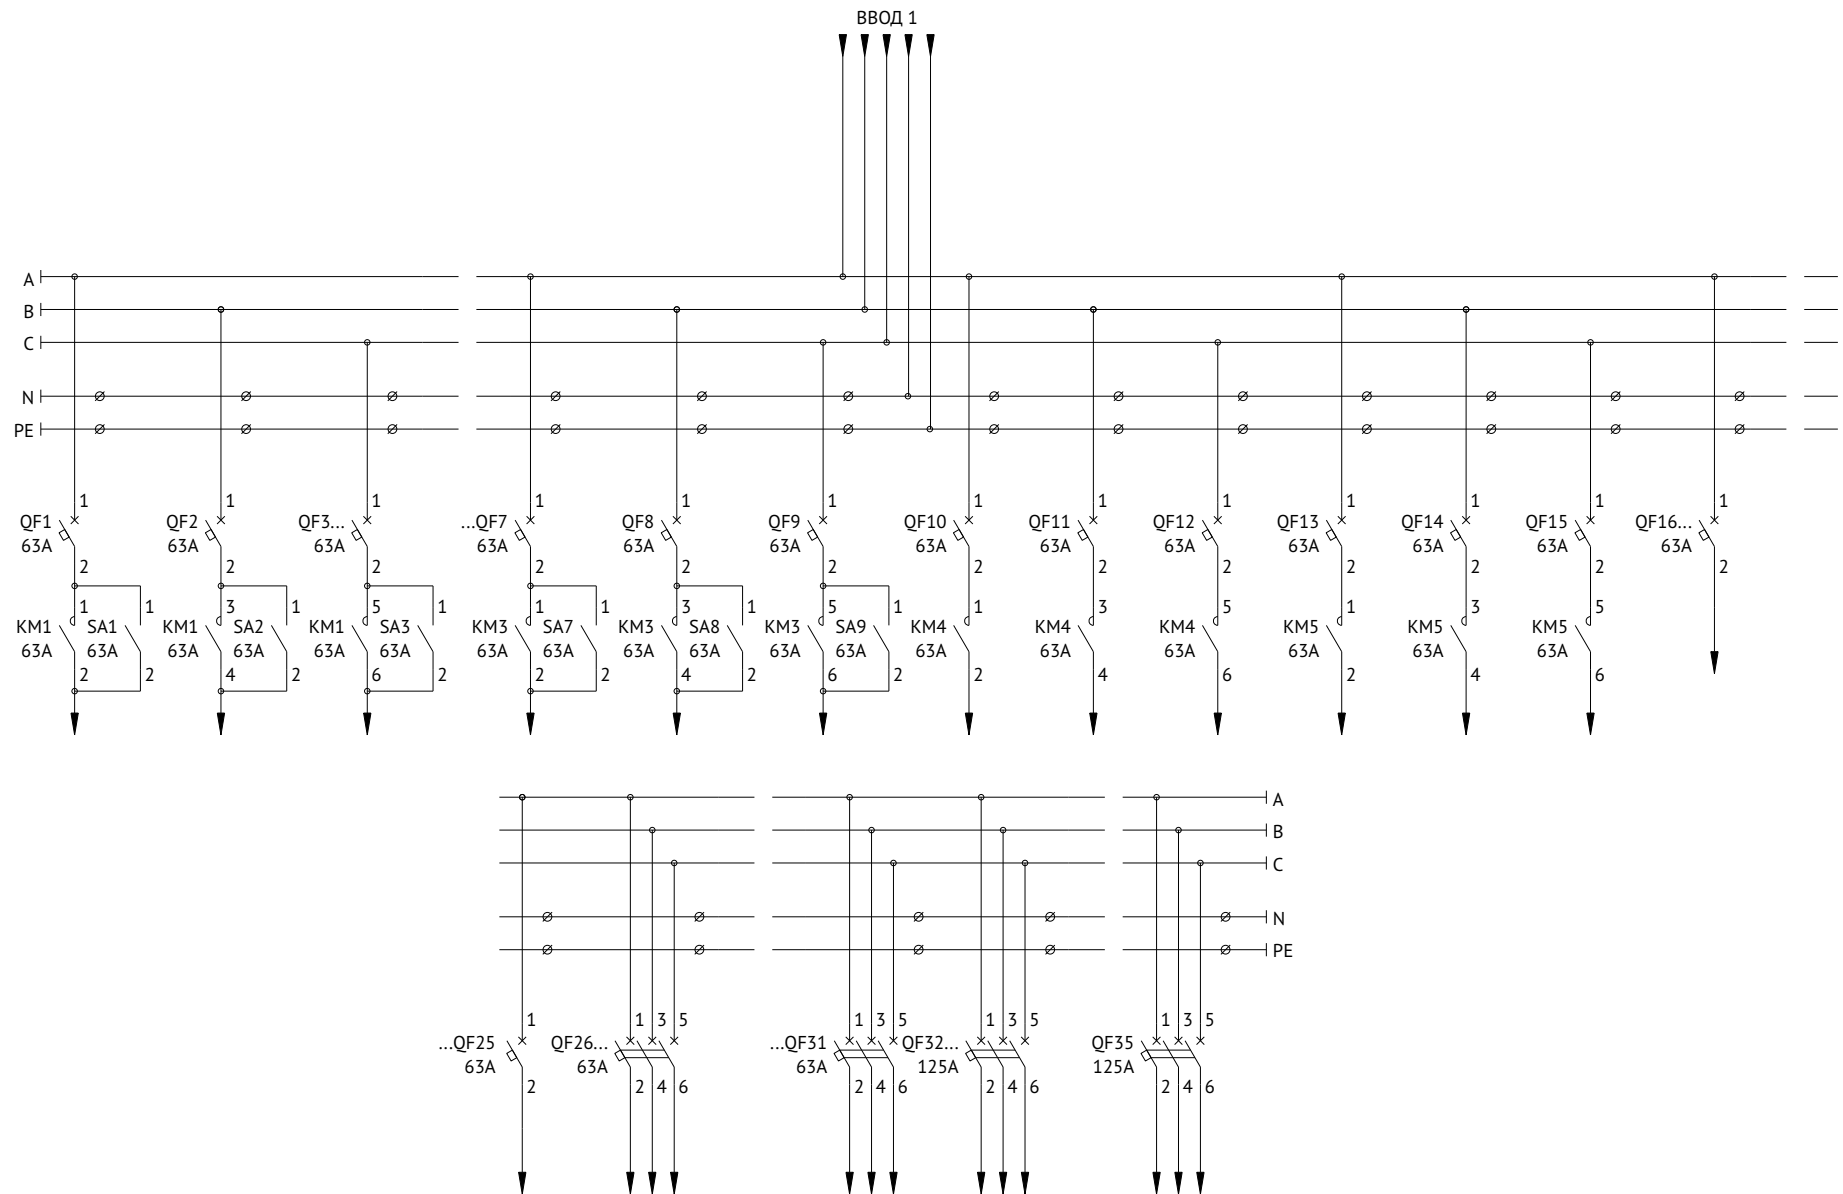 ВВОД 1
A
B
C
N
PE
1 1 1 1 1 1 1 1 1 1 1 1 1
QF1 QF2 QF3... ...QF7 QF8 QF9 QF10 QF11 QF12 QF13 QF14 QF15 QF16...
63A 63A 63A 63A 63A 63A 63A 63A 63A 63A 63A 63A 63A
2 2 2 2 2 2 2 2 2 2 2 2 2
1 1 3 1 5 1 1 1 3 1 5 1 1 3 5 1 3 5
KM1 SA1 KM1 SA2 KM1 SA3 KM3 SA7 KM3 SA8 KM3 SA9 KM4 KM4 KM4 KM5 KM5 KM5
63A 63A 63A 63A 63A 63A 63A 63A 63A 63A 63A 63A 63A 63A 63A 63A 63A 63A
2 2 4 2 6 2 2 2 4 2 6 2 2 4 6 2 4 6
A
B
C
N
PE
1 1 3 5 1 3 5 1 3 5 1 3 5
...QF25 QF26... ...QF31 QF32... QF35
63A 63A 63A 125A 125A
2 2 4 6 2 4 6 2 4 6 2 4 6